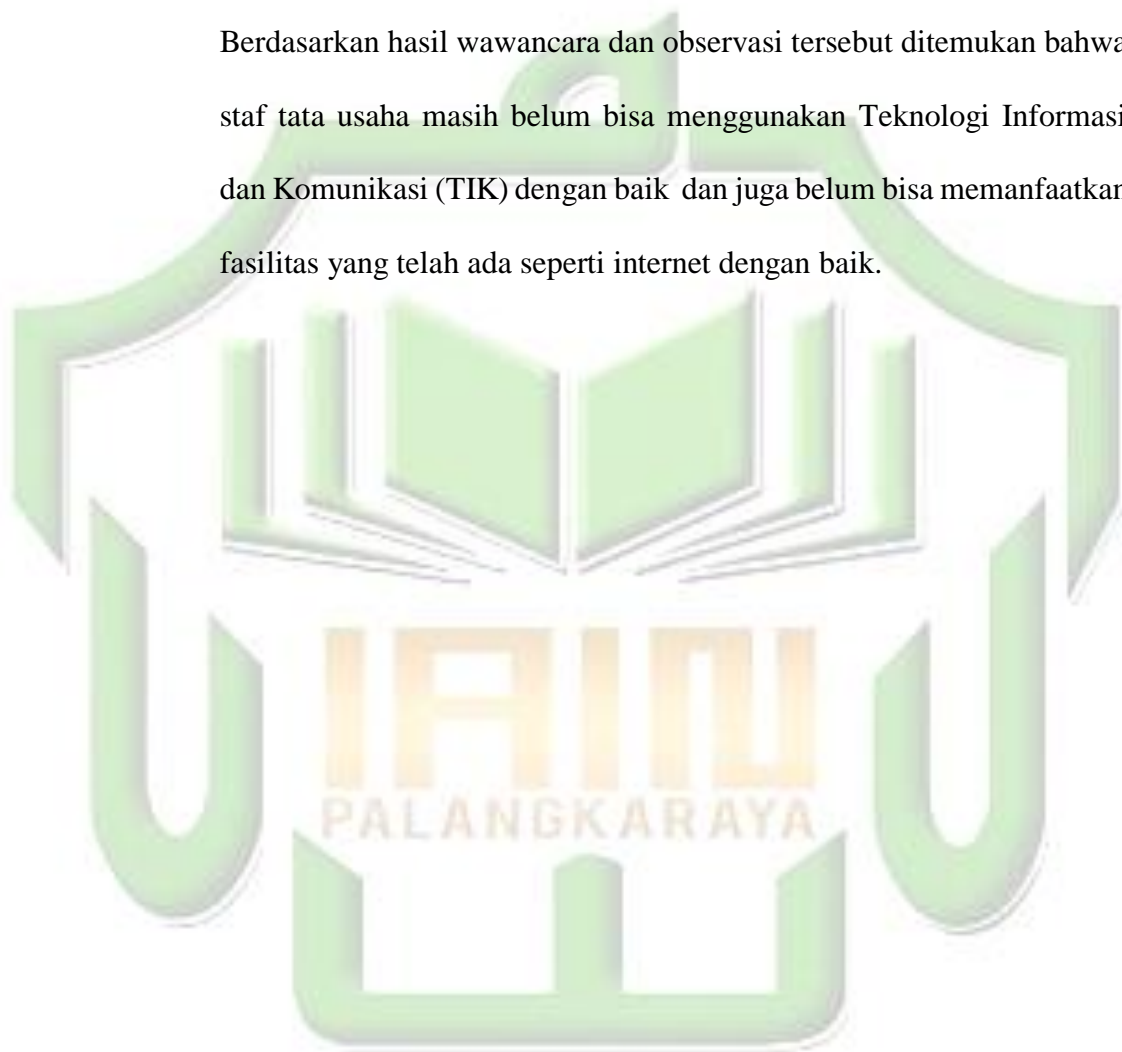 Berdasarkan hasil wawancara dan observasi tersebut ditemukan bahwa
staf tata usaha masih belum bisa menggunakan Teknologi Informasi
dan Komunikasi (TIK) dengan baik dan juga belum bisa memanfaatkan
fasilitas yang telah ada seperti internet dengan baik.
IAIN
PALANGKARAYA